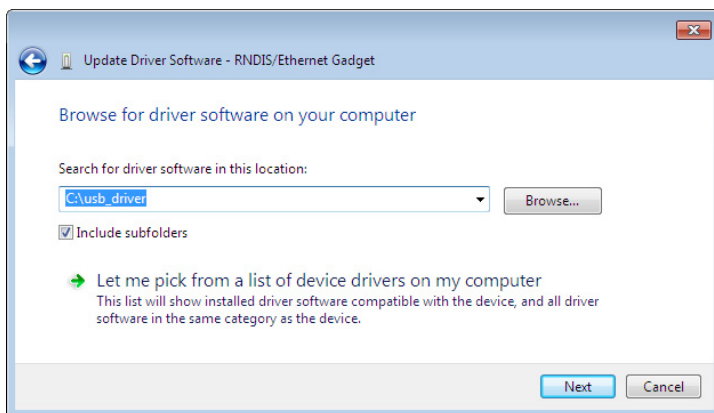 Update Driver Software - RNDIS/Ethernet Gadget
Browse for driver software on your computer
Search for driver software in this location:
C:\usb_driver
Browse...
Include subfolders
Let me pick from a list of device drivers on my computer
This list will show installed driver software compatible with the device, and all driver
software in the same category as the device.
Next
Cancel